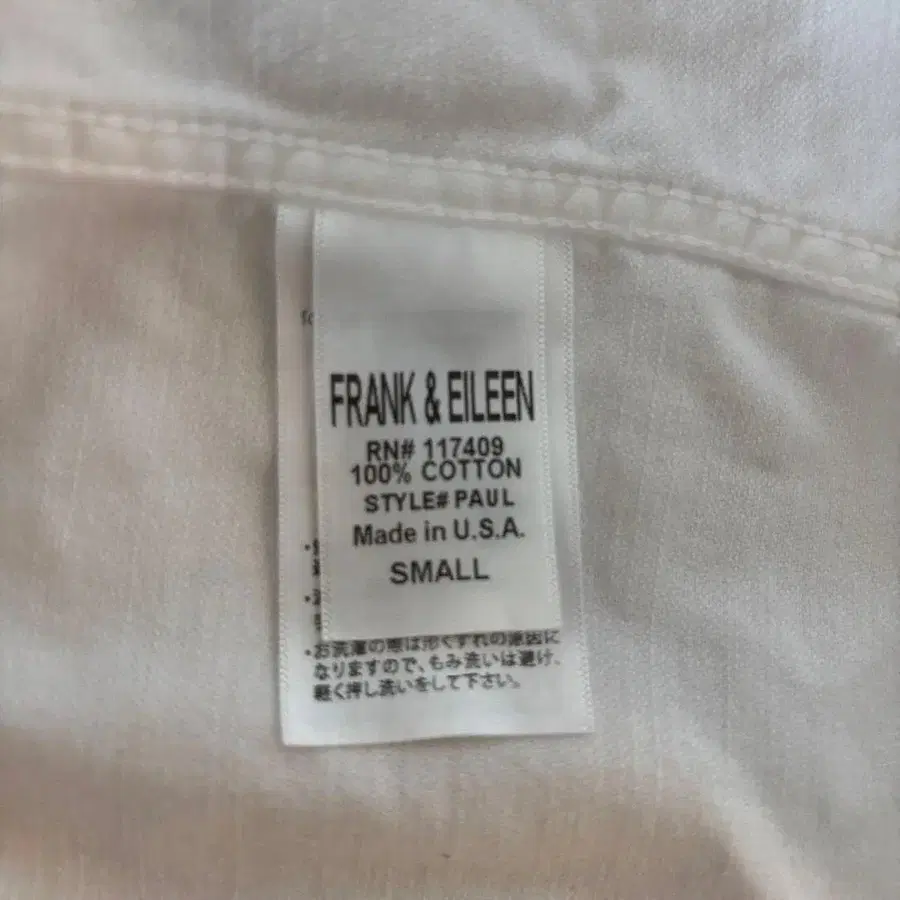 FRANK & EILEEN
RN# 117409
100% COTTON
STYLE# PAUL
Made in U.S.A.
SMALL
・お洗濯の際は形くずれの原因に
なりますので、もみ洗いは避け、
軽く押し洗いをして下さい。